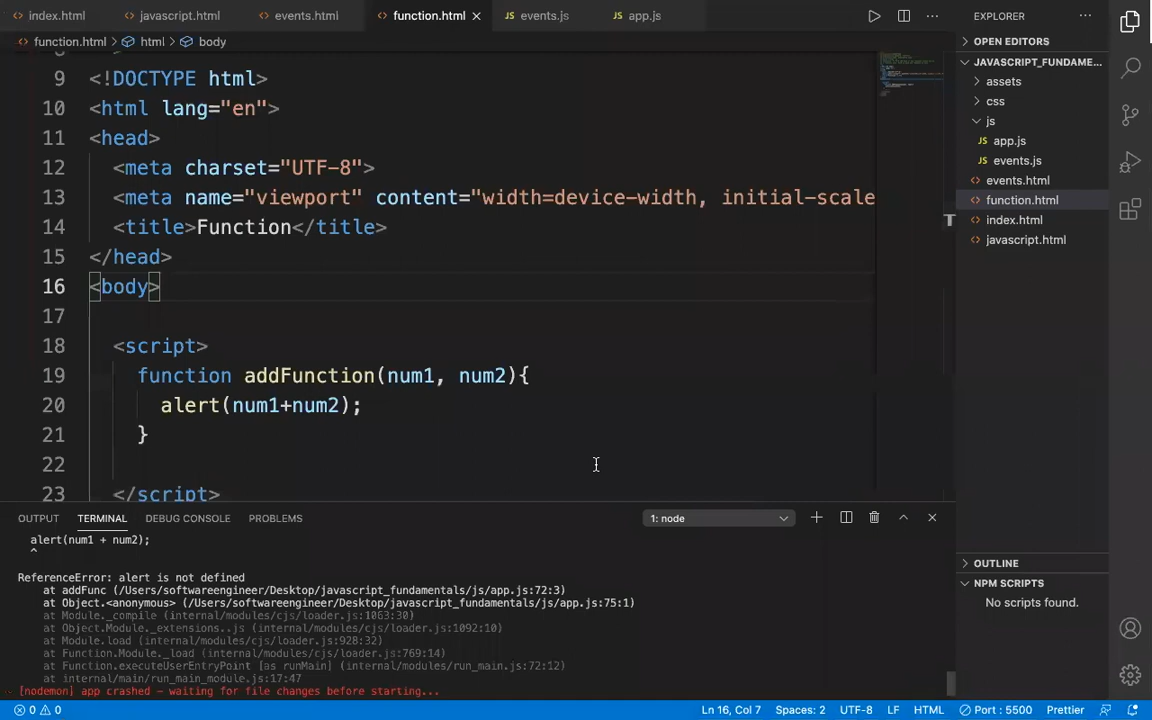 index.html
javascript.html
events.html
function.html
events.js
app.js
EXPLORER
function.html > html > body
OPEN EDITORS
JAVASCRIPT_FUNDAME...
assets
css
js
app.js
events.js
events.html
function.html
index.html
javascript.html
9 <!DOCTYPE html>
10 <html lang="en">
11 <head>
12 <meta charset="UTF-8">
13 <meta name="viewport" content="width=device-width, initial-scale
14 <title>Function</title>
15 </head>
16 <body>
17
18 <script>
19 function addFunction(num1, num2){
20 alert(num1+num2);
21 }
22
23 </script>
OUTPUT TERMINAL DEBUG CONSOLE PROBLEMS
1: node
alert(num1 + num2);
^
ReferenceError: alert is not defined
at addFunc (/Users/softwareengineer/Desktop/javascript_fundamentals/js/app.js:72:3)
at Object.<anonymous> (/Users/softwareengineer/Desktop/javascript_fundamentals/js/app.js:75:1)
at Module._compile (internal/modules/cjs/loader.js:1063:30)
at Object.Module._extensions..js (internal/modules/cjs/loader.js:1092:10)
at Module.load (internal/modules/cjs/loader.js:928:32)
at Function.Module._load (internal/modules/cjs/loader.js:769:14)
at Function.executeUserEntryPoint [as runMain] (internal/modules/run_main.js:72:12)
at internal/main/run_main_module.js:17:47
[nodemon] app crashed - waiting for file changes before starting...
OUTLINE
NPM SCRIPTS
No scripts found.
0 0
Ln 16, Col 7
Spaces: 2
UTF-8
LF
HTML
Port : 5500
Prettier